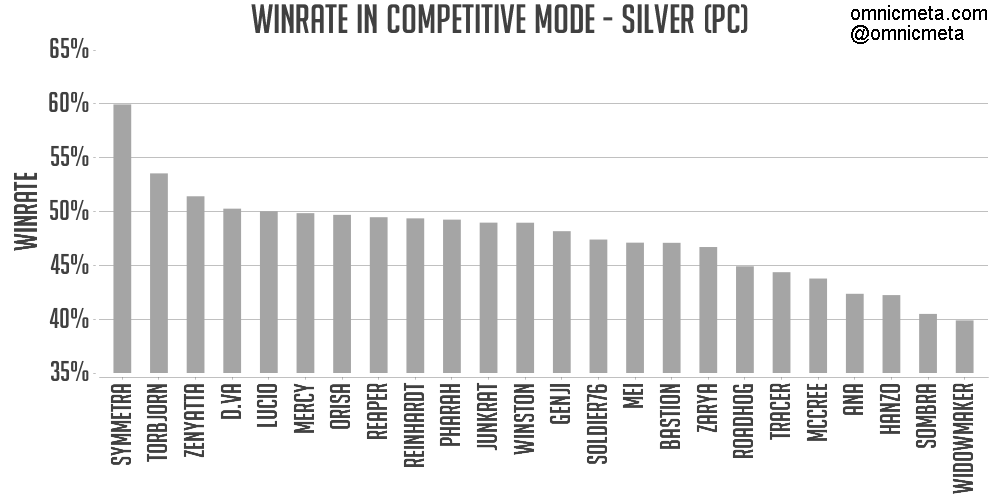 WINRATE IN COMPETITIVE MODE - SILVER (PC)
omnicmeta.com
@omnicmeta
WINRATE
65%
60%
55%
50%
45%
40%
35%
SYMMETRA
TORBJORN
ZENYATTA
D.VA
LUCIO
MERCY
ORISA
REAPER
REINHARDT
PHARAH
JUNKRAT
WINSTON
GENJI
SOLDIER76
MEI
BASTION
ZARYA
ROADHOG
TRACER
MCCREE
ANA
HANZO
SOMBRA
WIDOWMAKER